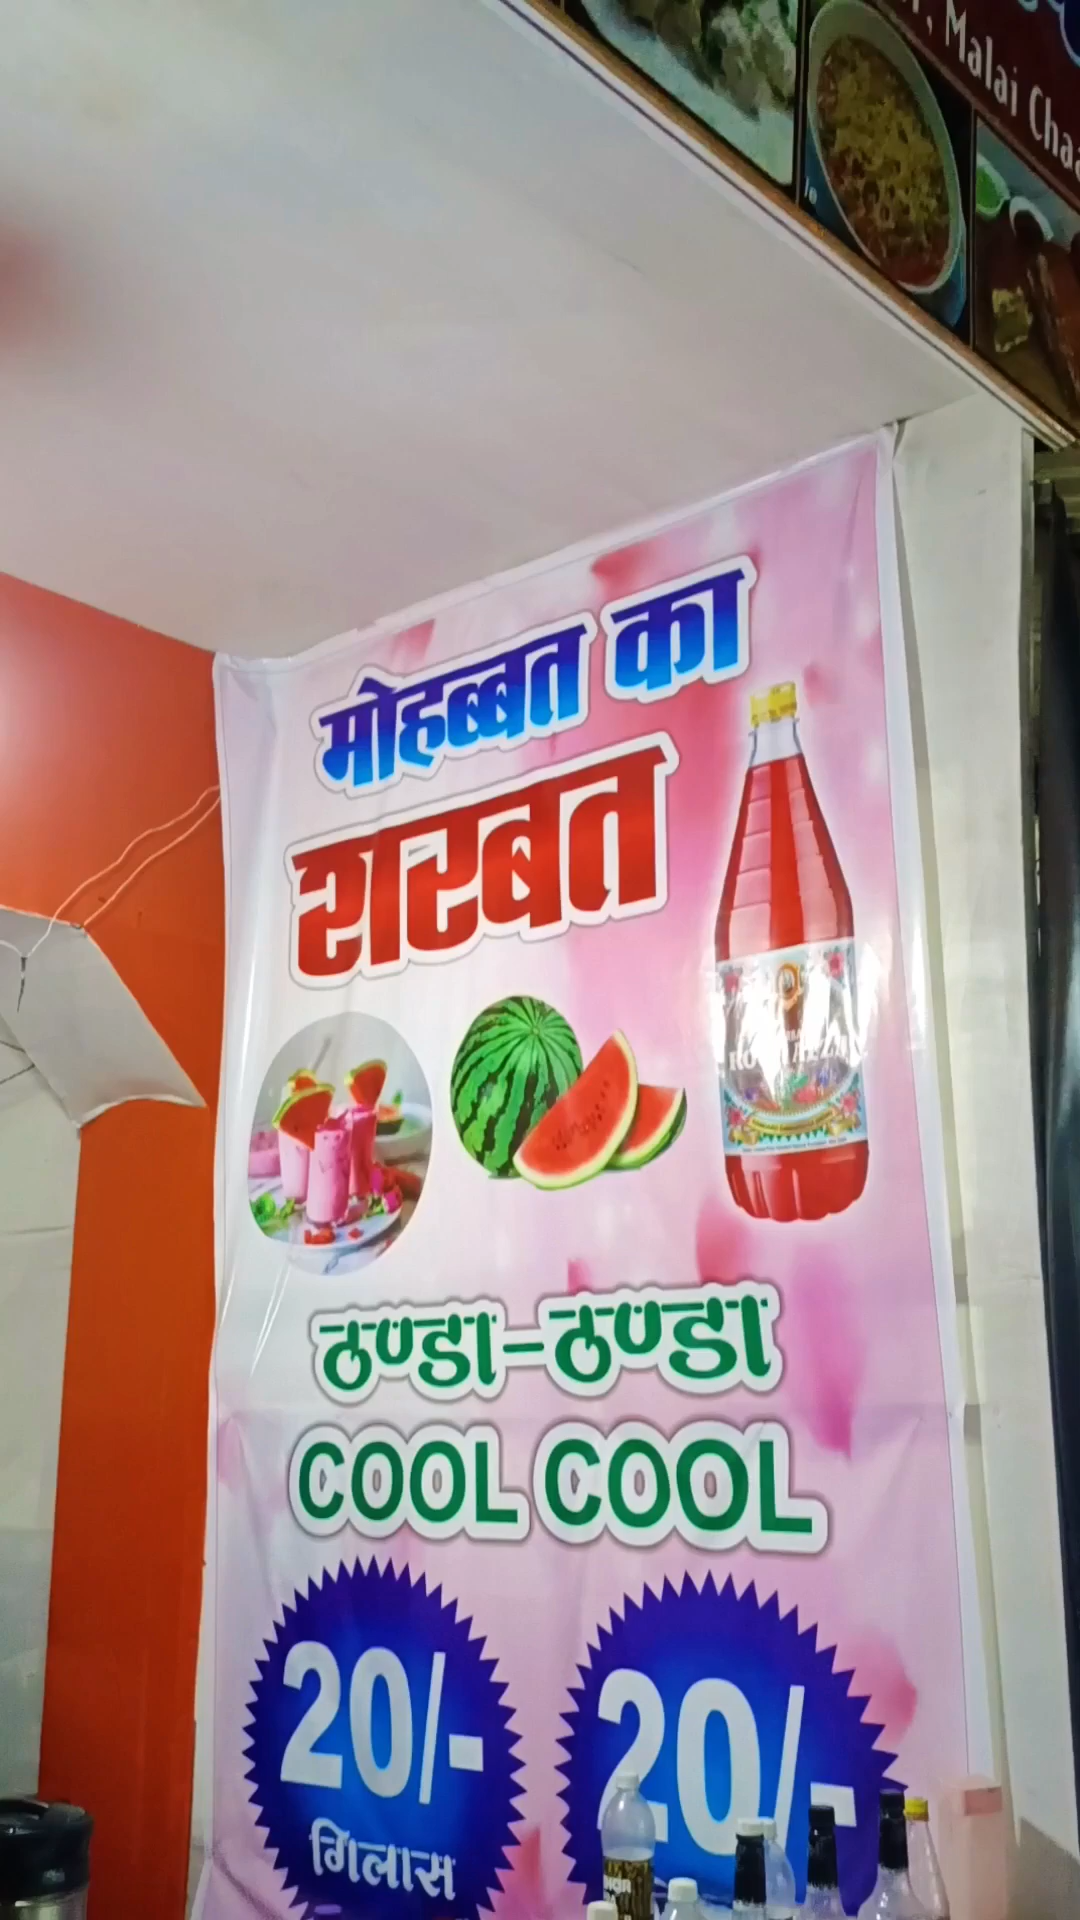 Malai Chaa
मोहब्बत का
शरबत
ठण्डा-ठण्डा
COOL COOL
20/-
गिलास
20/-